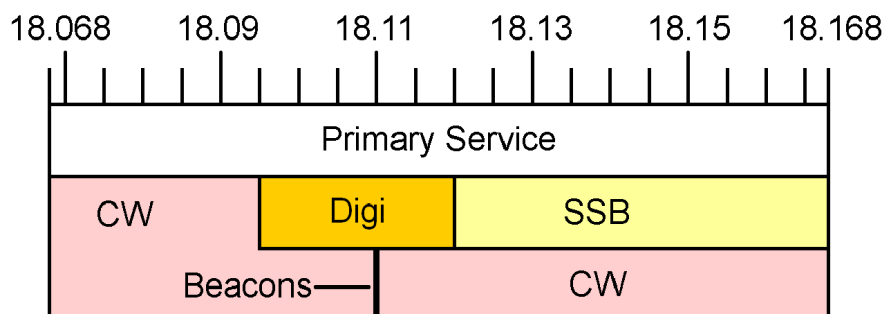 18.068 18.09 18.11 18.13 18.15 18.168
Primary Service
CW Digi SSB
Beacons CW